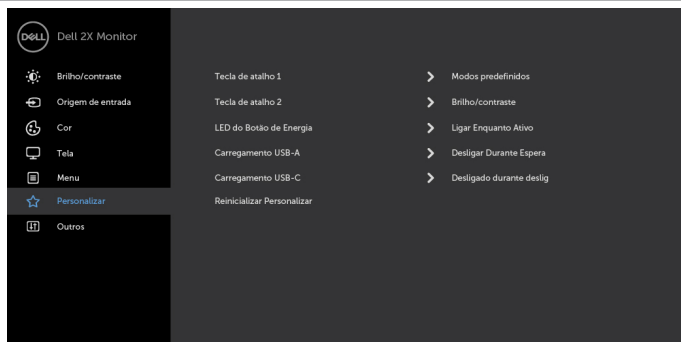 DELL Dell 2X Monitor
Brilho/contraste
Origem de entrada
Cor
Tela
Menu
Personalizar
Outros
Tecla de atalho 1 Modos predefinidos
Tecla de atalho 2 Brilho/contraste
LED do Botão de Energia Ligar Enquanto Ativo
Carregamento USB-A Desligar Durante Espera
Carregamento USB-C Desligado durante deslig
Reinicializar Personalizar